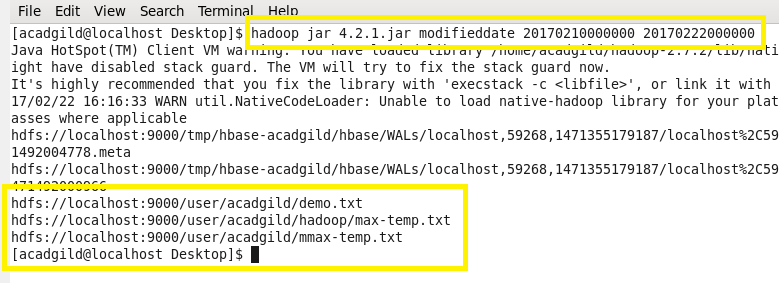 File Edit View Search Terminal Help
[acadgild@localhost Desktop]$ hadoop jar 4.2.1.jar modifieddate 20170210000000 20170222000000
Java HotSpot(TM) Client VM warning: You have loaded library /home/acadgild/hadoop-2.7.2/lib/nat
ight have disabled stack guard. The VM will try to fix the stack guard now.
It's highly recommended that you fix the library with 'execstack -c <libfile>', or link it with
17/02/22 16:16:33 WARN util.NativeCodeLoader: Unable to load native-hadoop library for your plat
asses where applicable
hdfs://localhost:9000/tmp/hbase-acadgild/hbase/WALs/localhost,59268,1471355179187/localhost%2C59
1492004778.meta
hdfs://localhost:9000/tmp/hbase-acadgild/hbase/WALs/localhost,59268,1471355179187/localhost%2C59
hdfs://localhost:9000/user/acadgild/demo.txt
hdfs://localhost:9000/user/acadgild/hadoop/max-temp.txt
hdfs://localhost:9000/user/acadgild/mmax-temp.txt
[acadgild@localhost Desktop]$